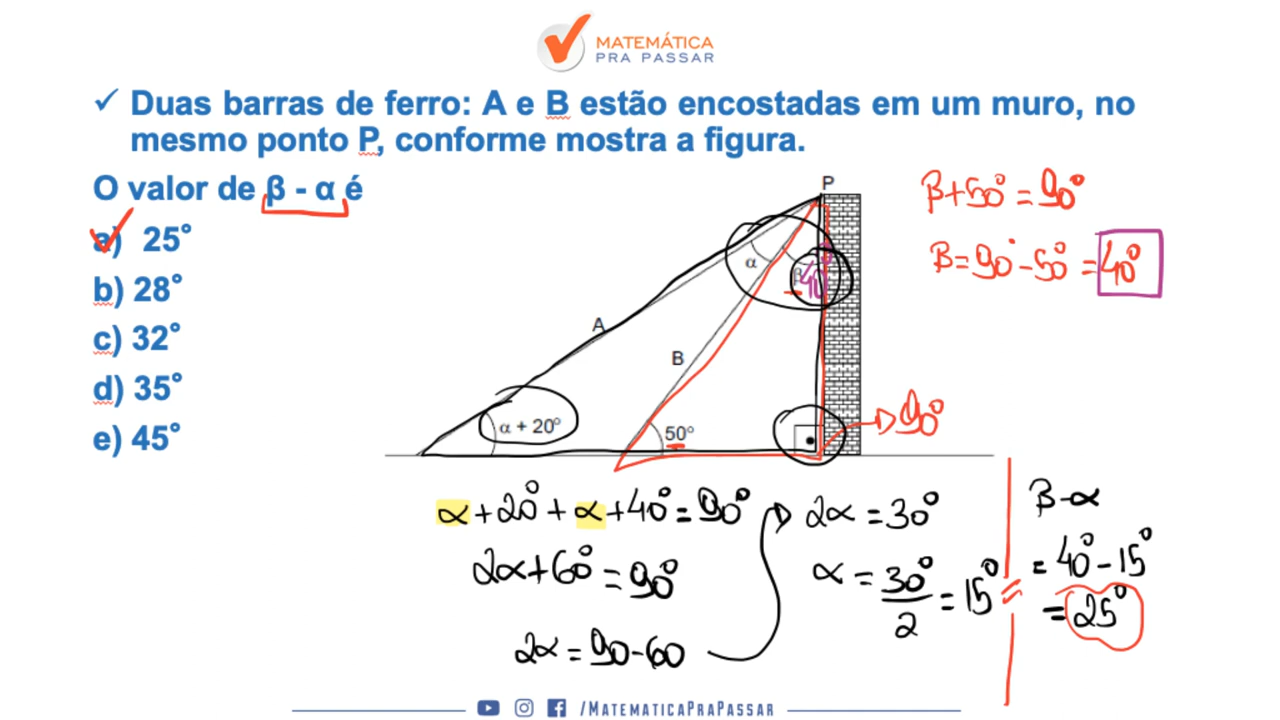 MATEMÁTICA
PRA PASSAR
✓ Duas barras de ferro: A e B estão encostadas em um muro, no
mesmo ponto P, conforme mostra a figura.
O valor de β - α é
a) 25°
b) 28°
c) 32°
d) 35°
e) 45°
P
α
β
40°
A
B
α + 20°
50°
90°
β+50°=90°
β=90°-50°=40°
α+20°+α+40°=90°
2α+60°=90°
2α=90-60
2α=30°
α=30°/2=15°
β-α
=40°-15°
=25°
/MatematicaPraPassar